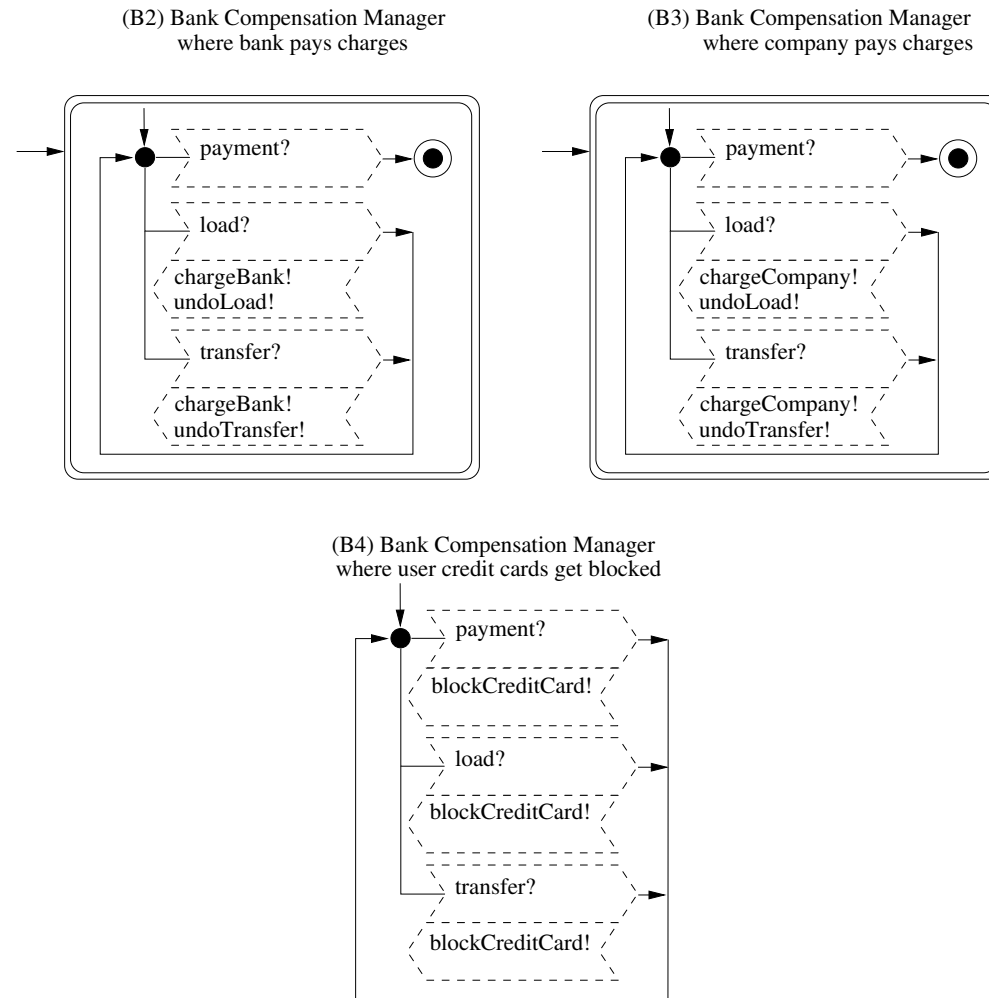 (B2) Bank Compensation Manager
where bank pays charges
payment?
load?
chargeBank!
undoLoad!
transfer?
chargeBank!
undoTransfer!
(B3) Bank Compensation Manager
where company pays charges
payment?
load?
chargeCompany!
undoLoad!
transfer?
chargeCompany!
undoTransfer!
(B4) Bank Compensation Manager
where user credit cards get blocked
payment?
blockCreditCard!
load?
blockCreditCard!
transfer?
blockCreditCard!